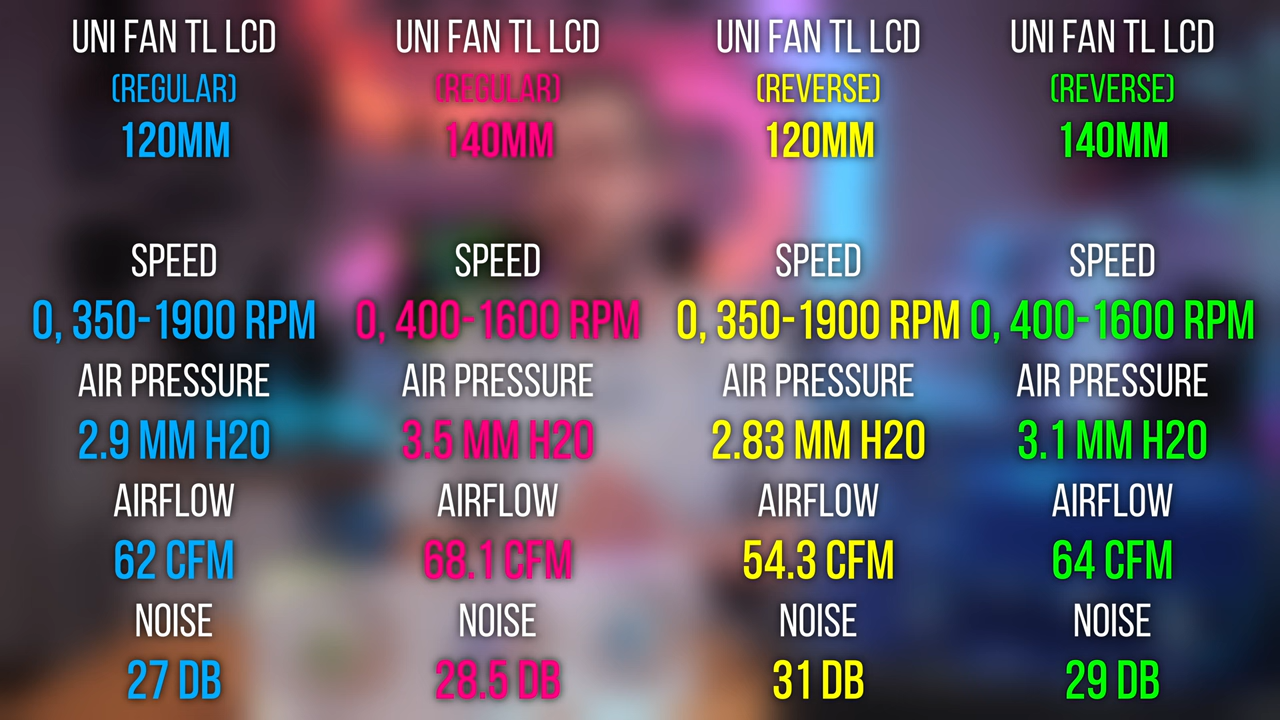 UNI FAN TL LCD
(REGULAR)
120MM
SPEED
0, 350-1900 RPM
AIR PRESSURE
2.9 MM H2O
AIRFLOW
62 CFM
NOISE
27 DB
UNI FAN TL LCD
(REGULAR)
140MM
SPEED
0, 400-1600 RPM
AIR PRESSURE
3.5 MM H2O
AIRFLOW
68.1 CFM
NOISE
28.5 DB
UNI FAN TL LCD
(REVERSE)
120MM
SPEED
0, 350-1900 RPM
AIR PRESSURE
2.83 MM H2O
AIRFLOW
54.3 CFM
NOISE
31 DB
UNI FAN TL LCD
(REVERSE)
140MM
SPEED
0, 400-1600 RPM
AIR PRESSURE
3.1 MM H2O
AIRFLOW
64 CFM
NOISE
29 DB